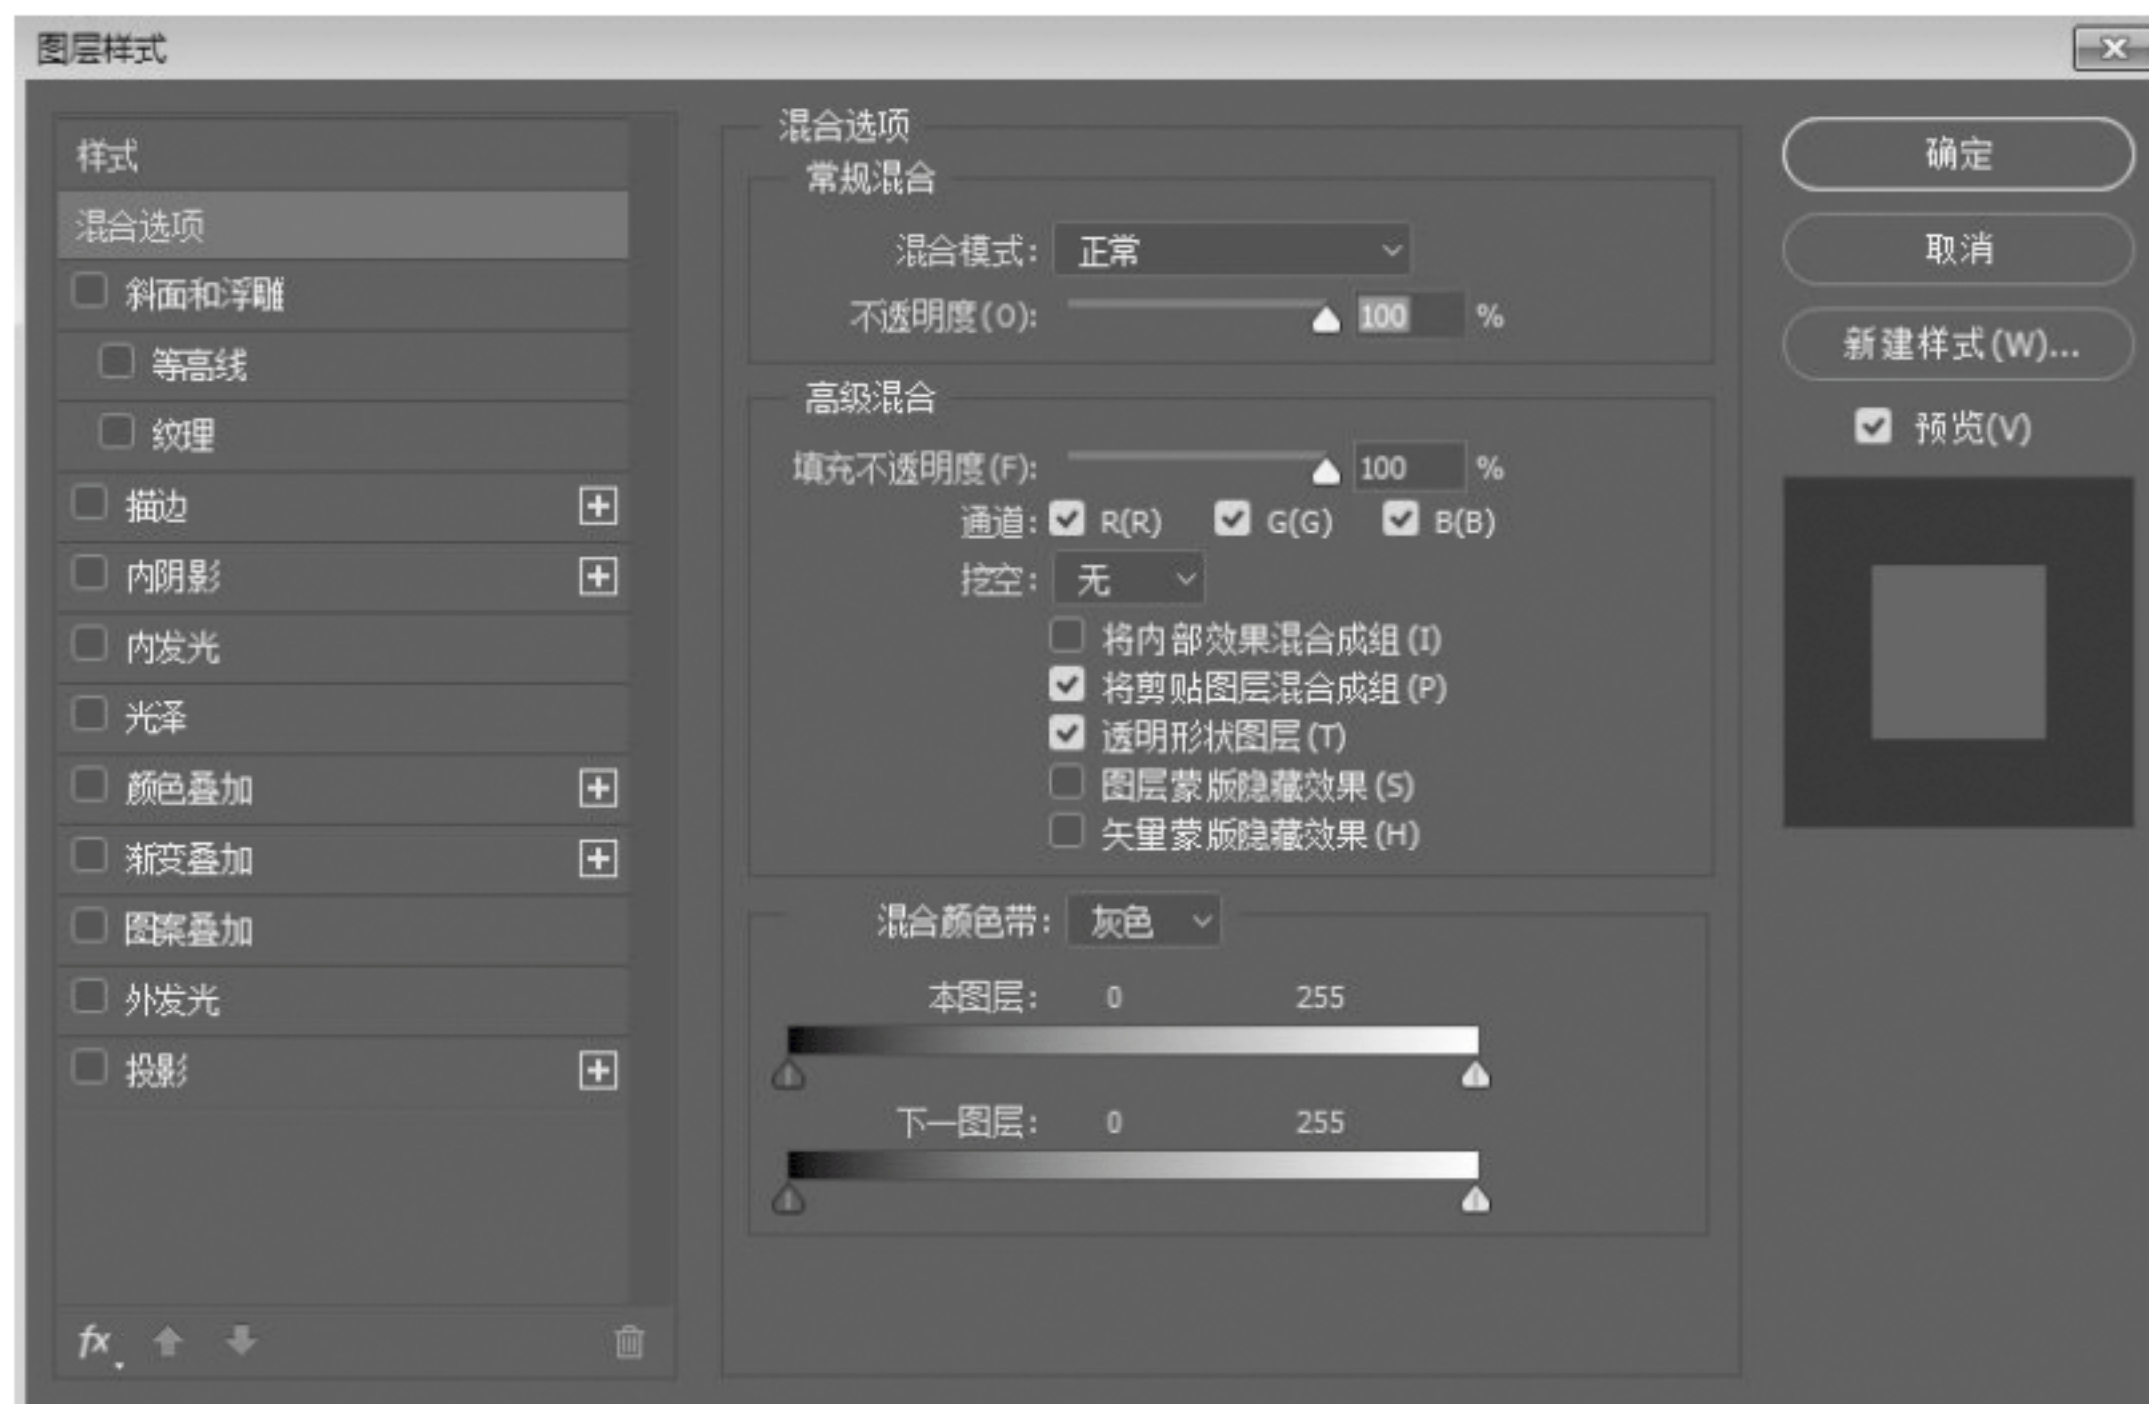 图层样式
样式
混合选项
斜面和浮雕
等高线
纹理
描边
内阴影
内发光
光泽
颜色叠加
渐变叠加
图案叠加
外发光
投影
fx
混合选项
常规混合
混合模式: 正常
不透明度(O): 100 %
高级混合
填充不透明度(F): 100 %
通道: R(R) G(G) B(B)
挖空: 无
将内部效果混合成组(I)
将剪贴图层混合成组(P)
透明形状图层(T)
图层蒙版隐藏效果(S)
矢量蒙版隐藏效果(H)
混合颜色带: 灰色
本图层: 0 255
下一图层: 0 255
确定
取消
新建样式(W)...
预览(V)